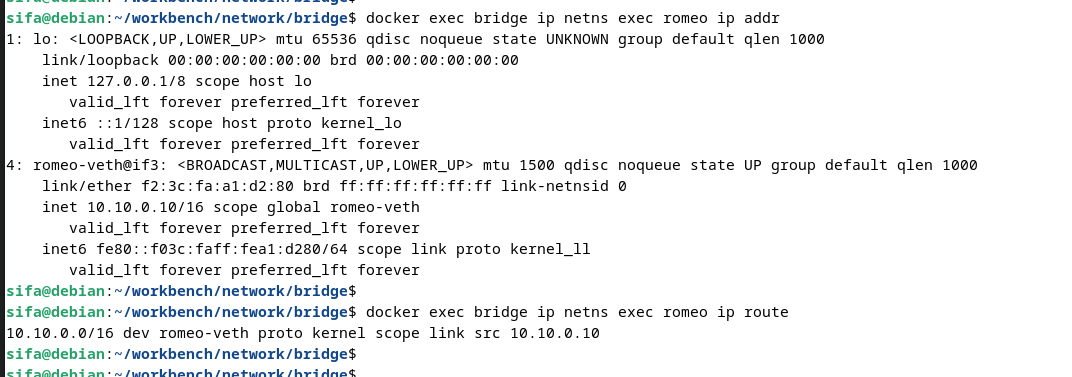 sifa@debian:~/workbench/network/bridge$ docker exec bridge ip netns exec romeo ip addr
1: lo: <LOOPBACK,UP,LOWER_UP> mtu 65536 qdisc noqueue state UNKNOWN group default qlen 1000
    link/loopback 00:00:00:00:00:00 brd 00:00:00:00:00:00
    inet 127.0.0.1/8 scope host lo
       valid_lft forever preferred_lft forever
    inet6 ::1/128 scope host proto kernel_lo
       valid_lft forever preferred_lft forever
4: romeo-veth@if3: <BROADCAST,MULTICAST,UP,LOWER_UP> mtu 1500 qdisc noqueue state UP group default qlen 1000
    link/ether f2:3c:fa:a1:d2:80 brd ff:ff:ff:ff:ff:ff link-netnsid 0
    inet 10.10.0.10/16 scope global romeo-veth
       valid_lft forever preferred_lft forever
    inet6 fe80::f03c:faff:fea1:d280/64 scope link proto kernel_ll
       valid_lft forever preferred_lft forever
sifa@debian:~/workbench/network/bridge$
sifa@debian:~/workbench/network/bridge$ docker exec bridge ip netns exec romeo ip route
10.10.0.0/16 dev romeo-veth proto kernel scope link src 10.10.0.10
sifa@debian:~/workbench/network/bridge$
sifa@debian:~/workbench/network/bridge$